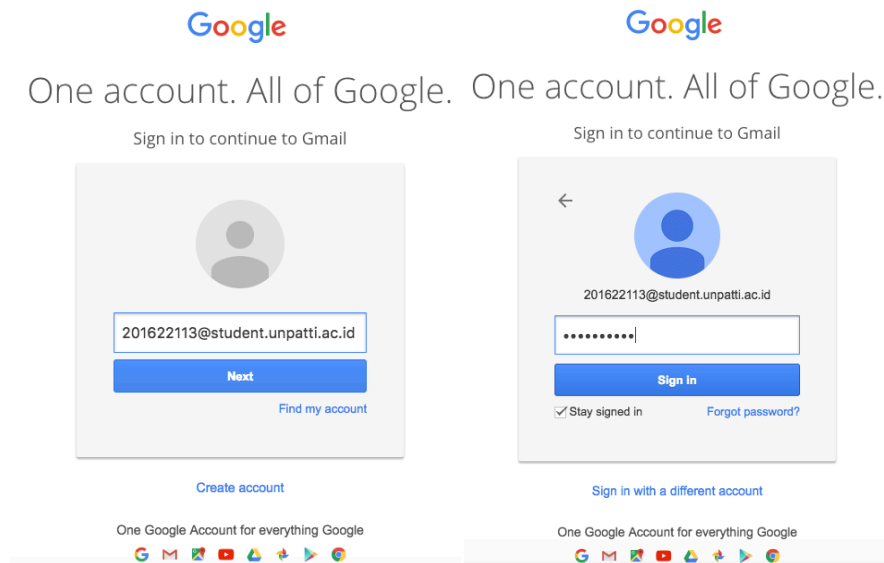 Google
One account. All of Google.
Sign in to continue to Gmail
201622113@student.unpatti.ac.id
Next
Find my account
Create account
One Google Account for everything Google
Google
One account. All of Google.
Sign in to continue to Gmail
201622113@student.unpatti.ac.id
••••••••••
Sign in
Stay signed in
Forgot password?
Sign in with a different account
One Google Account for everything Google